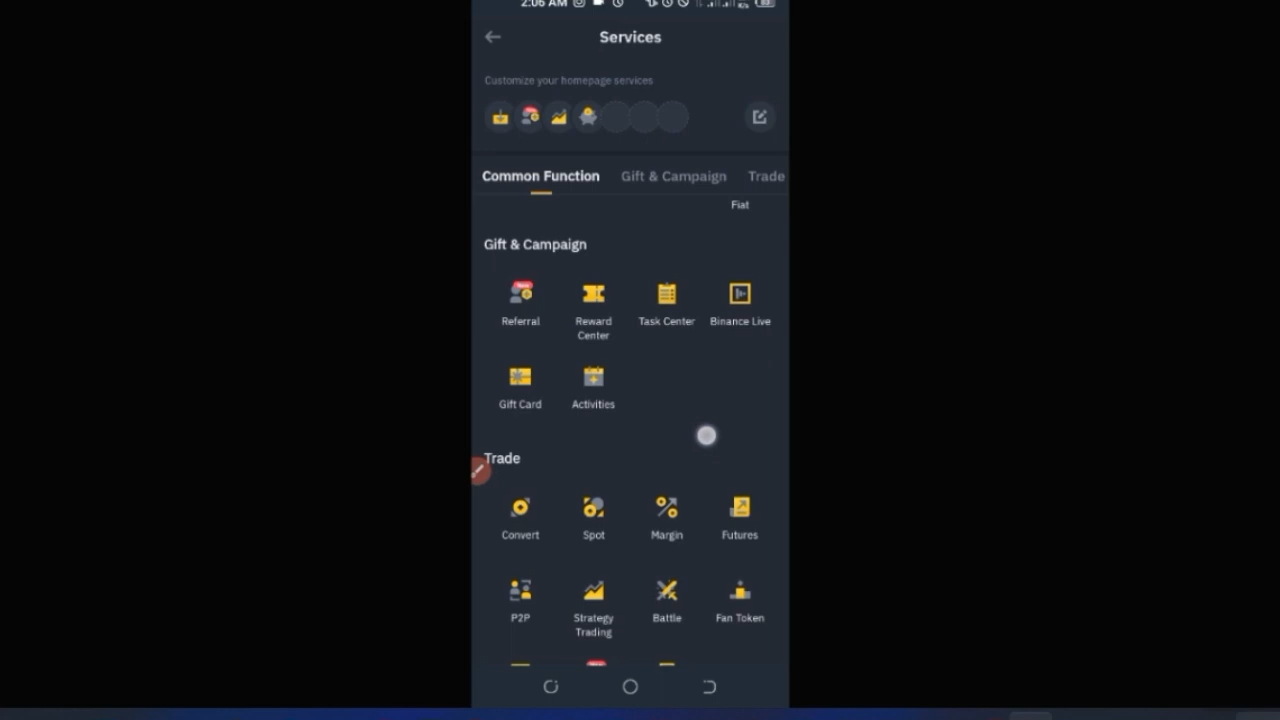 2:06 AM
Services
Customize your homepage services
Common Function Gift & Campaign Trade
Fiat
Gift & Campaign
Referral Reward Center Task Center Binance Live
Gift Card Activities
Trade
Convert Spot Margin Futures
P2P Strategy Trading Battle Fan Token